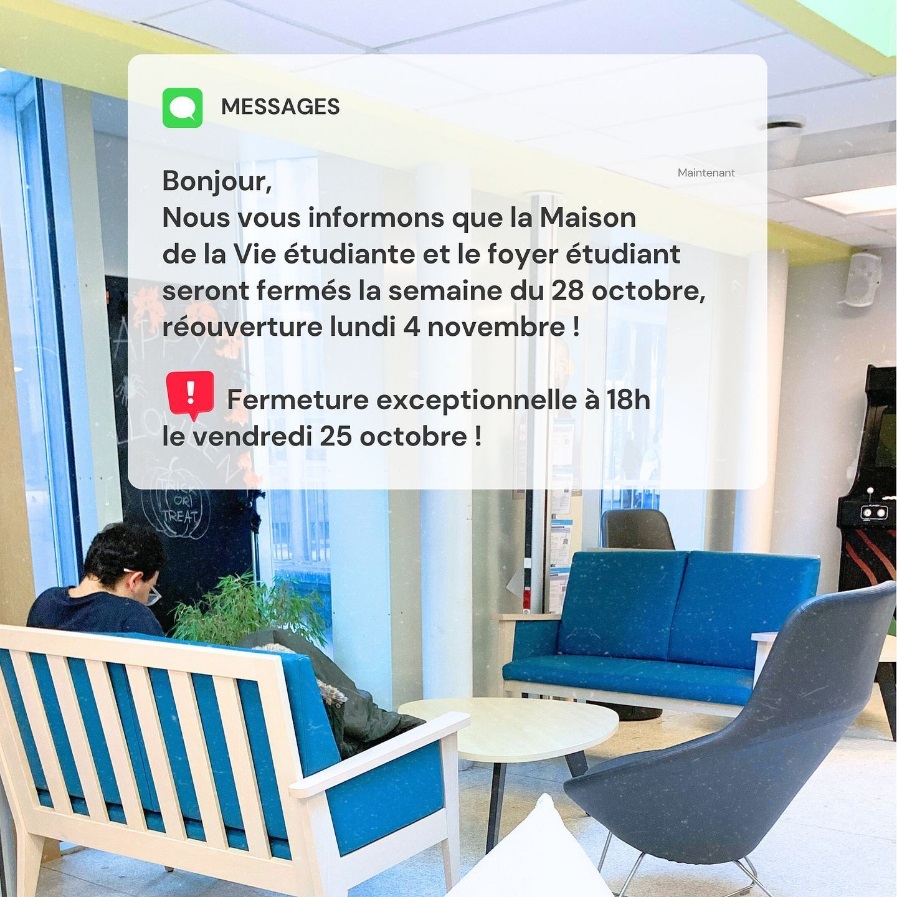 MESSAGES
Maintenant
Bonjour,
Nous vous informons que la Maison
de la Vie étudiante et le foyer étudiant
seront fermés la semaine du 28 octobre,
réouverture lundi 4 novembre !
! Fermeture exceptionnelle à 18h
le vendredi 25 octobre !
TRICK
OR
TREAT